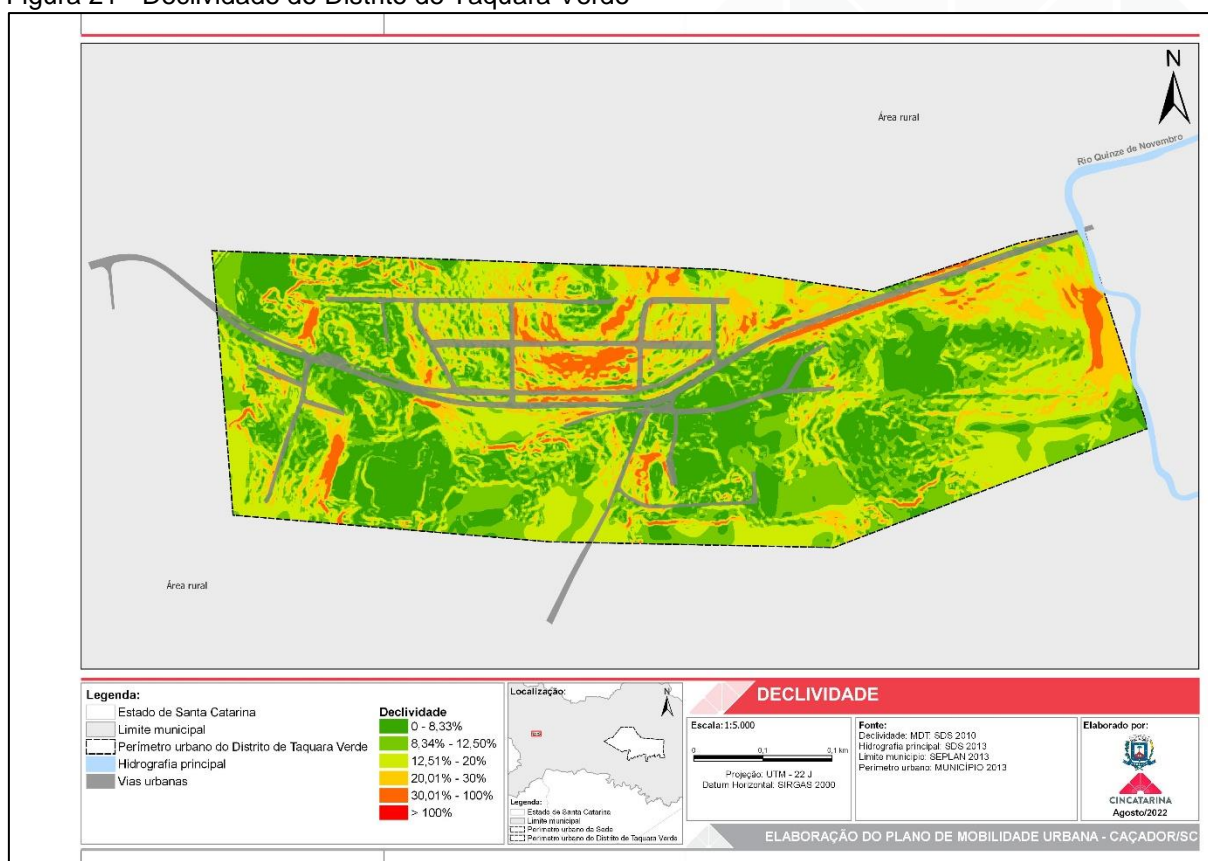 Figura 21 - Declividade do Distrito de Taquara Verde
N
Área rural
Rio Quinze de Novembro
Área rural
Legenda:
Estado de Santa Catarina
Limite municipal
Perímetro urbano do Distrito de Taquara Verde
Hidrografia principal
Vias urbanas
Declividade
0 - 8,33%
8,34% - 12,50%
12,51% - 20%
20,01% - 30%
30,01% - 100%
> 100%
Localização:
N
Legenda:
Estado de Santa Catarina
Limite municipal
Perímetro urbano da Sede
Perímetro urbano do Distrito de Taquara Verde
DECLIVIDADE
Escala: 1:5.000
0 0,1 0,1 km
Projeção: UTM - 22 J
Datum Horizontal: SIRGAS 2000
Fonte:
Declividade: MDT: SDS 2010
Hidrografia principal: SDS 2013
Limite município: SEPLAN 2013
Perímetro urbano: MUNICÍPIO 2013
Elaborado por:
CINCATARINA
Agosto/2022
ELABORAÇÃO DO PLANO DE MOBILIDADE URBANA - CAÇADOR/SC